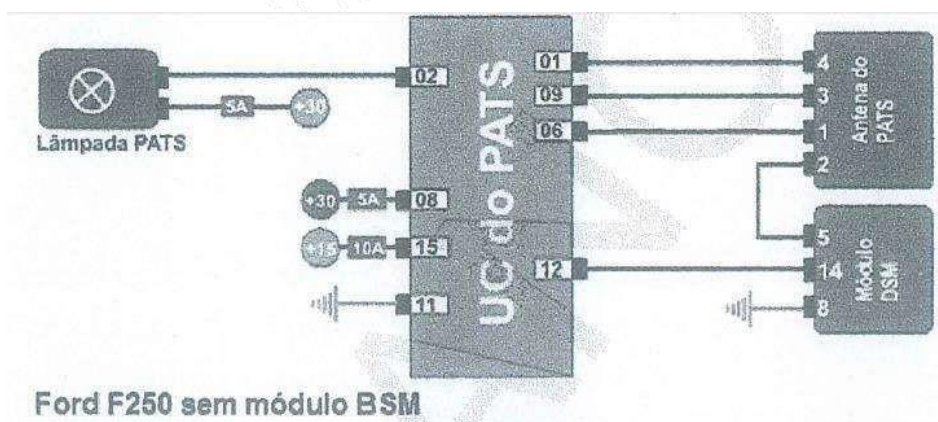 02
5A
+30
Lâmpada PATS
+30
5A
08
+15
10A
15
11
UC do PATS
01
09
06
12
4
3
1
2
Antena do
PATS
5
14
8
Módulo
DSM
Ford F250 sem módulo BSM